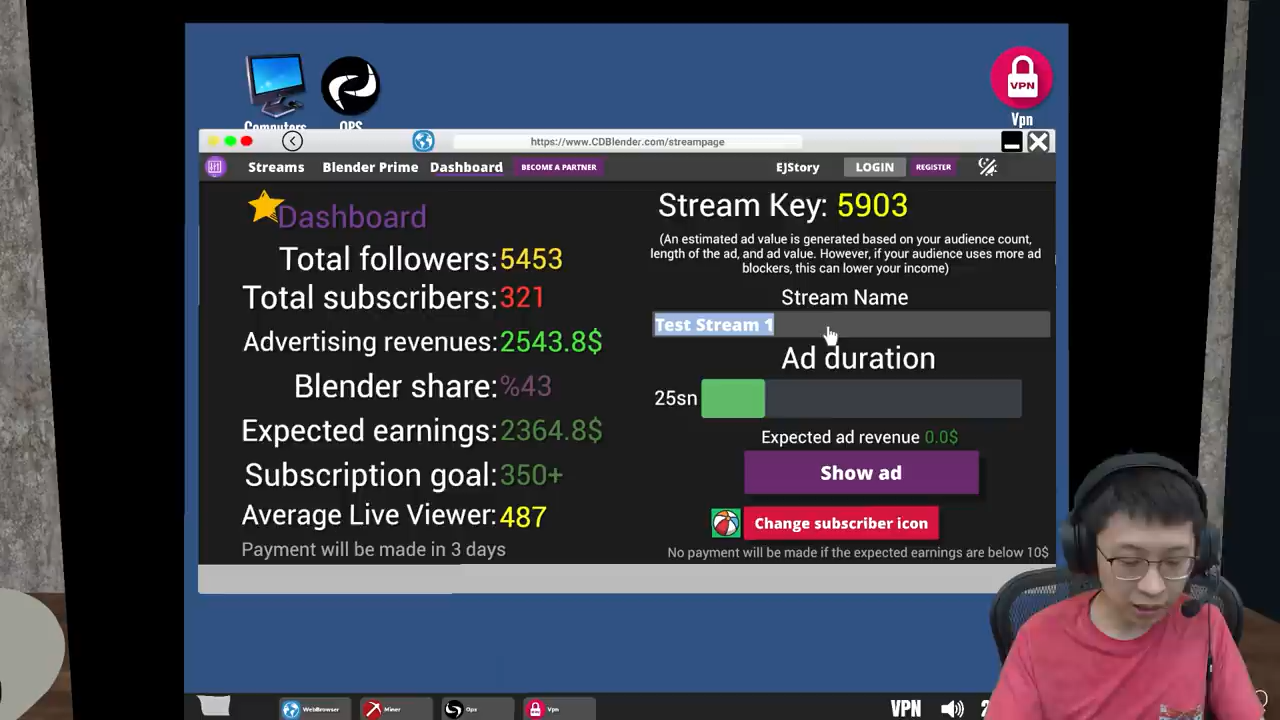 Computers
OPS
VPN
Vpn
https://www.CDBlender.com/streampage
Streams
Blender Prime
Dashboard
BECOME A PARTNER
EJStory
LOGIN
REGISTER
Dashboard
Total followers:5453
Total subscribers:321
Advertising revenues:2543.8$
Blender share:%43
Expected earnings:2364.8$
Subscription goal:350+
Average Live Viewer:487
Payment will be made in 3 days
Stream Key: 5903
(An estimated ad value is generated based on your audience count,
length of the ad, and ad value. However, if your audience uses more ad
blockers, this can lower your income)
Stream Name
Test Stream 1
Ad duration
25sn
Expected ad revenue 0.0$
Show ad
Change subscriber icon
No payment will be made if the expected earnings are below 10$
WebBrowser
Miner
Ops
Vpn
VPN